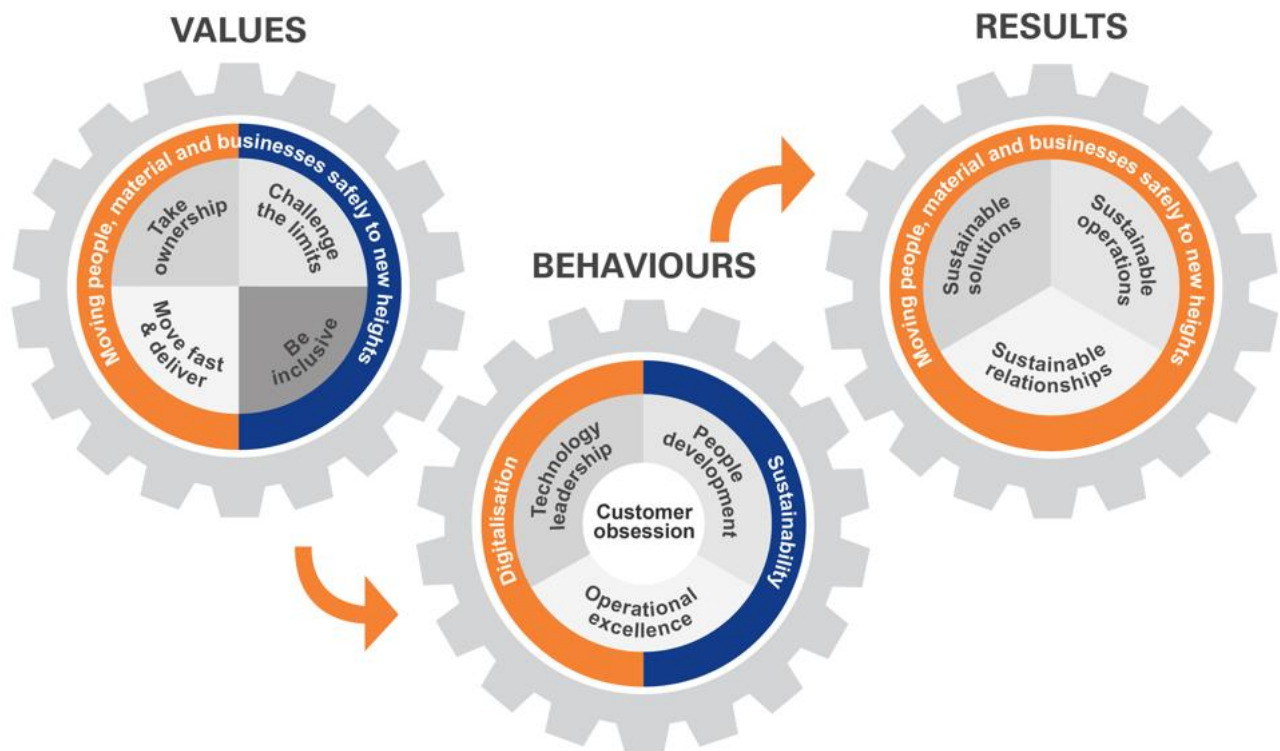 VALUES
Moving people, material and businesses safely to new heights
Take
ownership
Challenge
the limits
Move fast
& deliver
Be
inclusive
BEHAVIOURS
Digitalisation
Sustainability
Technology
leadership
People
development
Customer
obsession
Operational
excellence
RESULTS
Moving people, material and businesses safely to new heights
Sustainable
solutions
Sustainable
operations
Sustainable
relationships